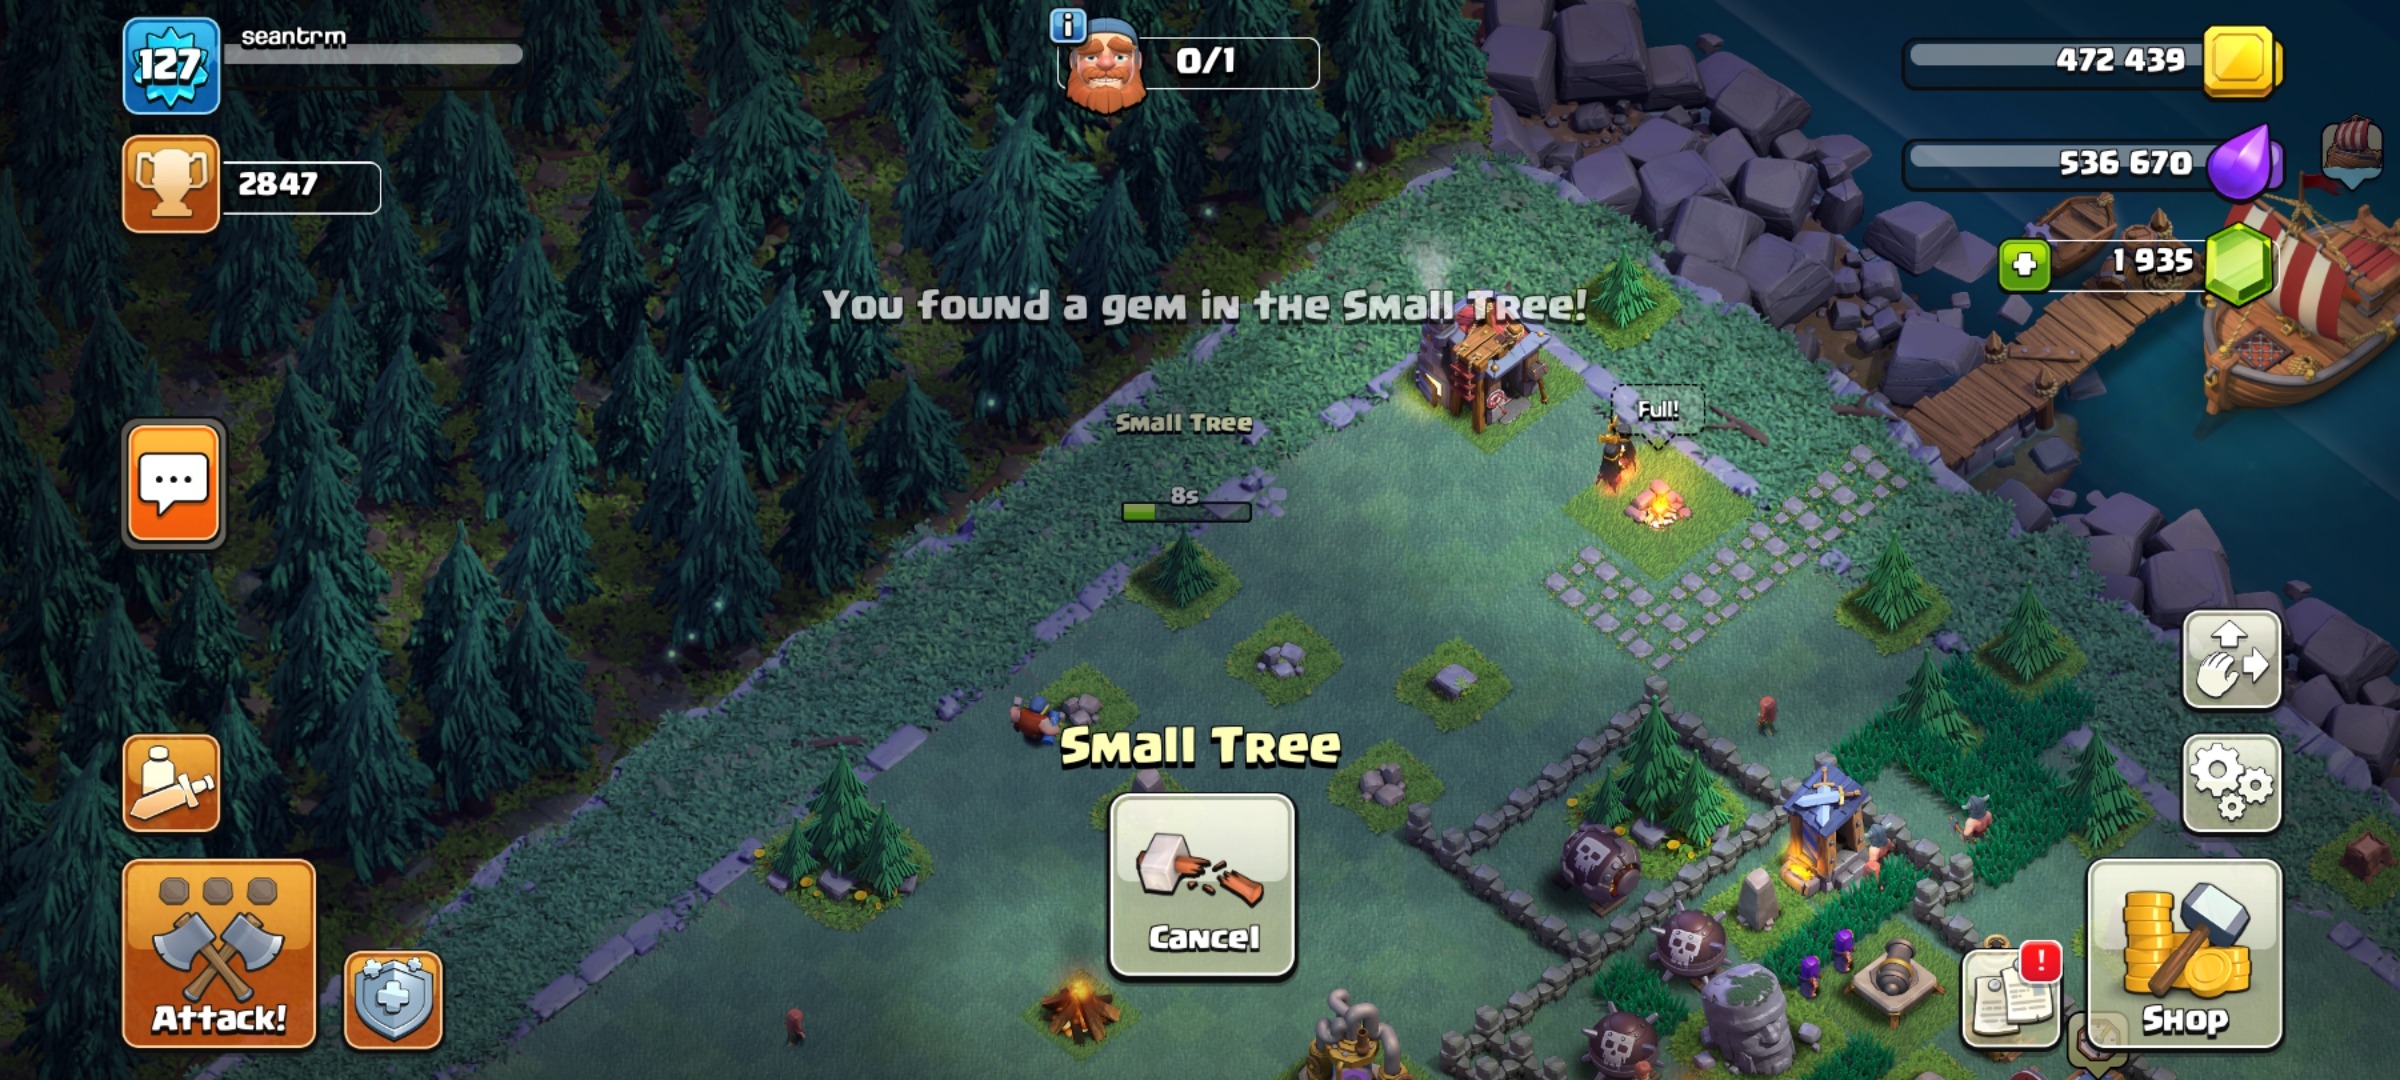 127
seantrm
0/1
472 439
2847
536 670
1 935
You found a gem in the Small Tree!
Full!
Small Tree
8s
Small Tree
Cancel
Attack!
!
Shop